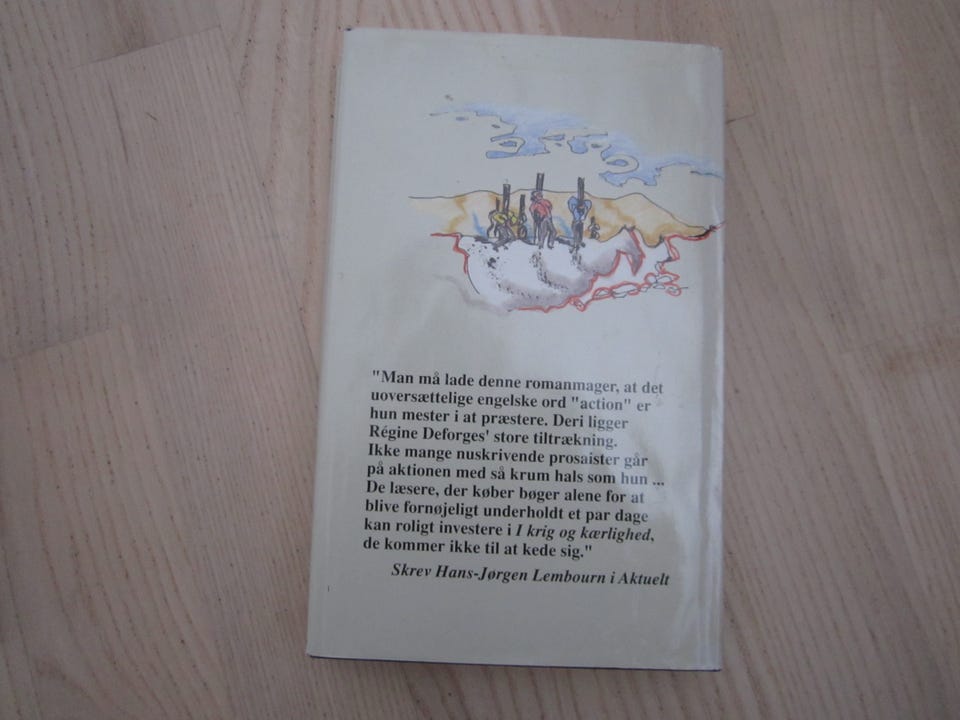 "Man må lade denne romanmager, at det
uoversættelige engelske ord "action" er
hun mester i at præstere. Deri ligger
Régine Deforges' store tiltrækning.
Ikke mange nuskrivende prosaister går
på aktionen med så krum hals som hun ...
De læsere, der køber bøger alene for at
blive fornøjeligt underholdt et par dage
kan roligt investere i I krig og kærlighed,
de kommer ikke til at kede sig."
Skrev Hans-Jørgen Lembourn i Aktuelt